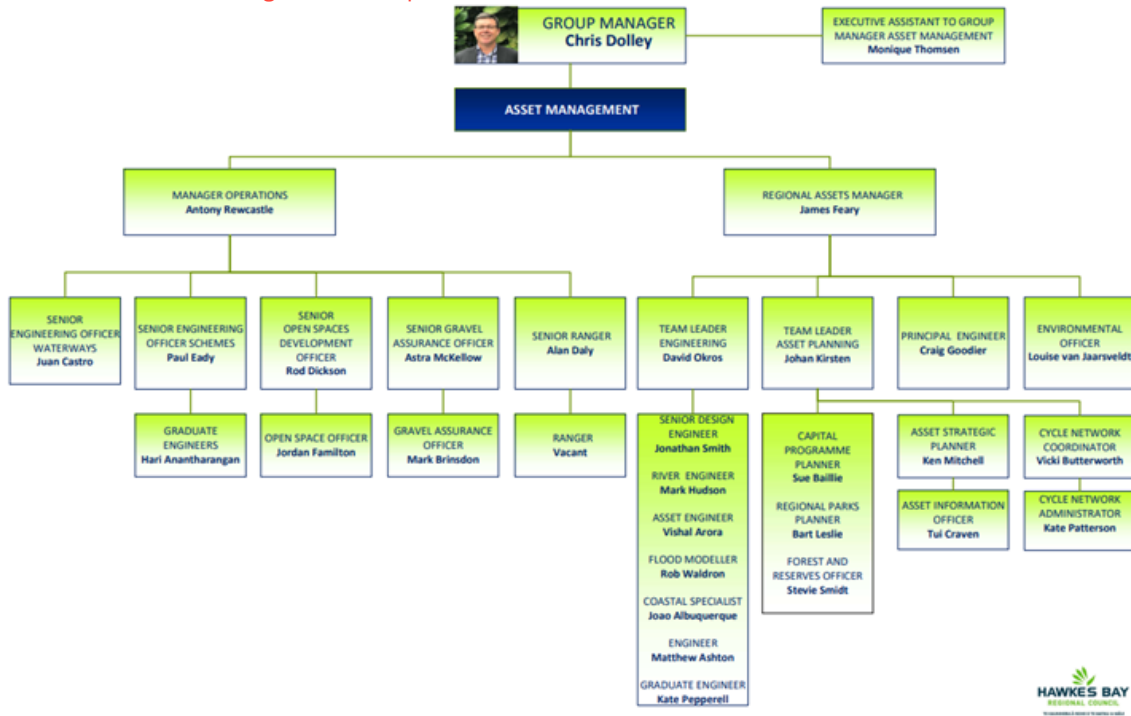 GROUP MANAGER
Chris Dolley
EXECUTIVE ASSISTANT TO GROUP
MANAGER ASSET MANAGEMENT
Monique Thomsen
ASSET MANAGEMENT
MANAGER OPERATIONS
Antony Rewcastle
REGIONAL ASSETS MANAGER
James Feary
SENIOR
ENGINEERING OFFICER
WATERWAYS
Juan Castro
SENIOR ENGINEERING
OFFICER SCHEMES
Paul Eady
SENIOR
OPEN SPACES
DEVELOPMENT
OFFICER
Rod Dickson
SENIOR GRAVEL
ASSURANCE OFFICER
Astra McKellow
SENIOR RANGER
Alan Daly
TEAM LEADER
ENGINEERING
David Okros
TEAM LEADER
ASSET PLANNING
Johan Kirsten
PRINCIPAL ENGINEER
Craig Goodier
ENVIRONMENTAL
OFFICER
Louise van Jaarsveldt
GRADUATE
ENGINEERS
Hari Anantharangan
OPEN SPACE OFFICER
Jordan Familton
GRAVEL ASSURANCE
OFFICER
Mark Brinsdon
RANGER
Vacant
SENIOR DESIGN
ENGINEER
Jonathan Smith
RIVER ENGINEER
Mark Hudson
ASSET ENGINEER
Vishal Arora
FLOOD MODELLER
Rob Waldron
COASTAL SPECIALIST
Joao Albuquerque
ENGINEER
Matthew Ashton
GRADUATE ENGINEER
Kate Pepperell
CAPITAL
PROGRAMME
PLANNER
Sue Baillie
REGIONAL PARKS
PLANNER
Bart Leslie
FOREST AND
RESERVES OFFICER
Stevie Smidt
ASSET STRATEGIC
PLANNER
Ken Mitchell
ASSET INFORMATION
OFFICER
Tui Craven
CYCLE NETWORK
COORDINATOR
Vicki Butterworth
CYCLE NETWORK
ADMINISTRATOR
Kate Patterson
HAWKES BAY
REGIONAL COUNCIL